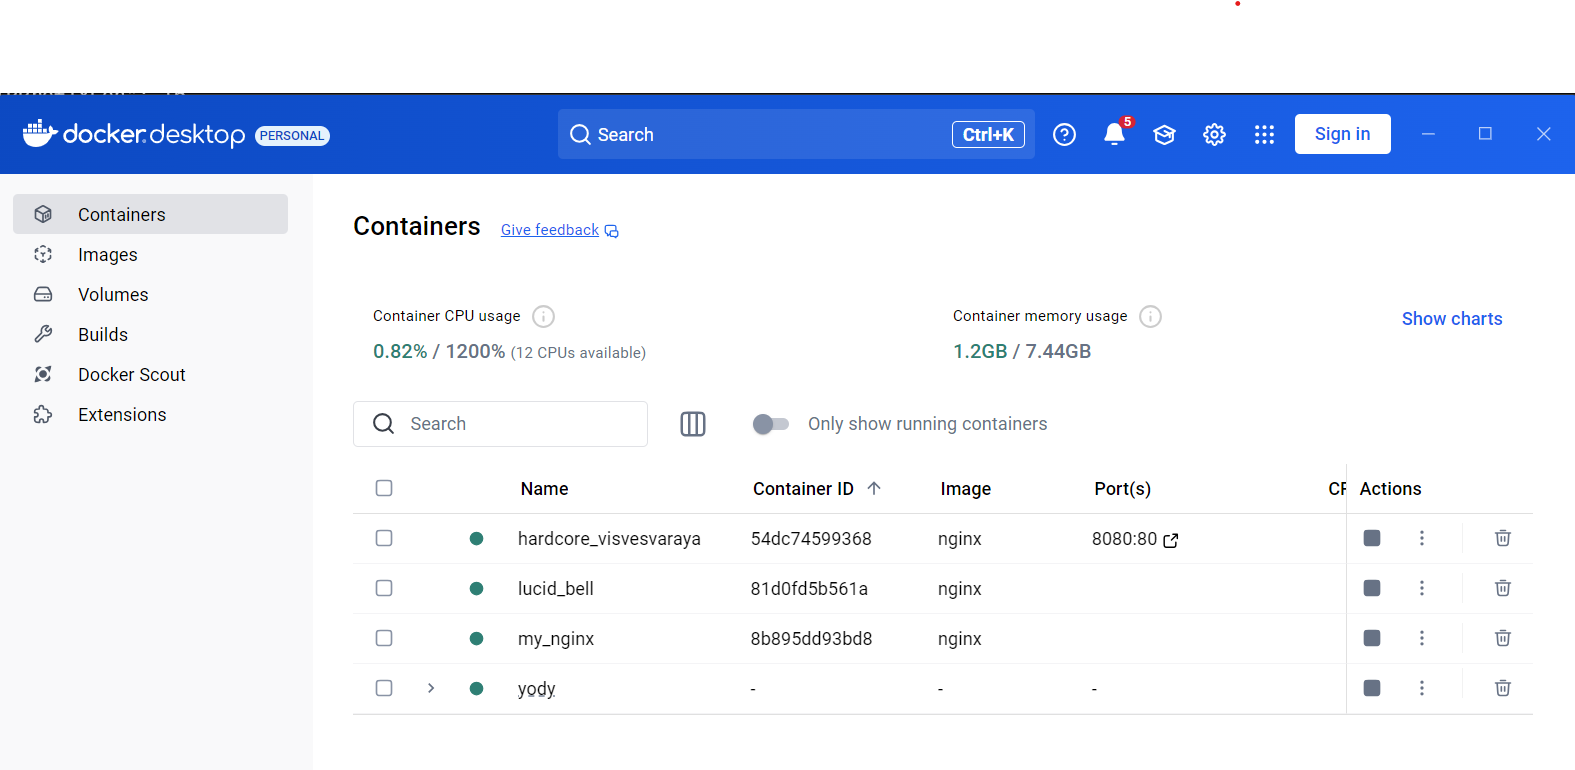 docker.desktop PERSONAL Search Ctrl+K 5 Sign in
Containers
Images
Volumes
Builds
Docker Scout
Extensions
Containers Give feedback
Container CPU usage
0.82% / 1200% (12 CPUs available)
Container memory usage
1.2GB / 7.44GB
Show charts
Search Only show running containers
Name Container ID Image Port(s) Actions
hardcore_visvesvaraya 54dc74599368 nginx 8080:80
lucid_bell 81d0fd5b561a nginx
my_nginx 8b895dd93bd8 nginx
yody - - -